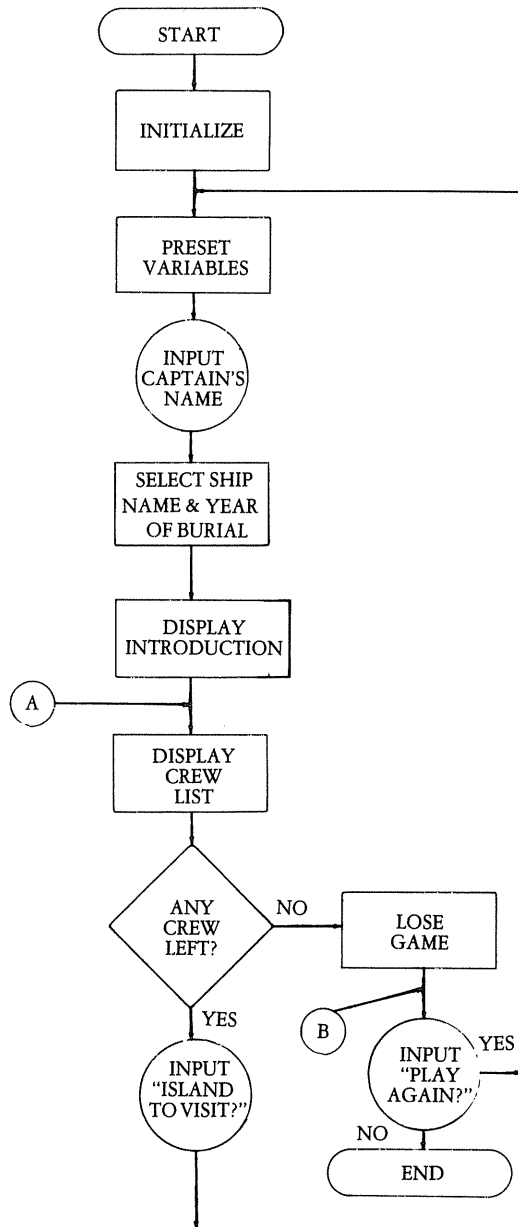 START
INITIALIZE
PRESET
VARIABLES
INPUT
CAPTAIN'S
NAME
SELECT SHIP
NAME & YEAR
OF BURIAL
DISPLAY
INTRODUCTION
A
DISPLAY
CREW
LIST
ANY
CREW
LEFT?
NO
LOSE
GAME
YES
B
INPUT
"ISLAND
TO VISIT?"
INPUT
"PLAY
AGAIN?"
YES
NO
END